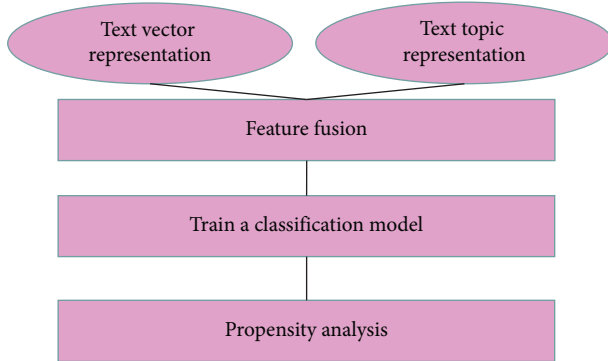 Text vector
representation
Text topic
representation
Feature fusion
Train a classification model
Propensity analysis